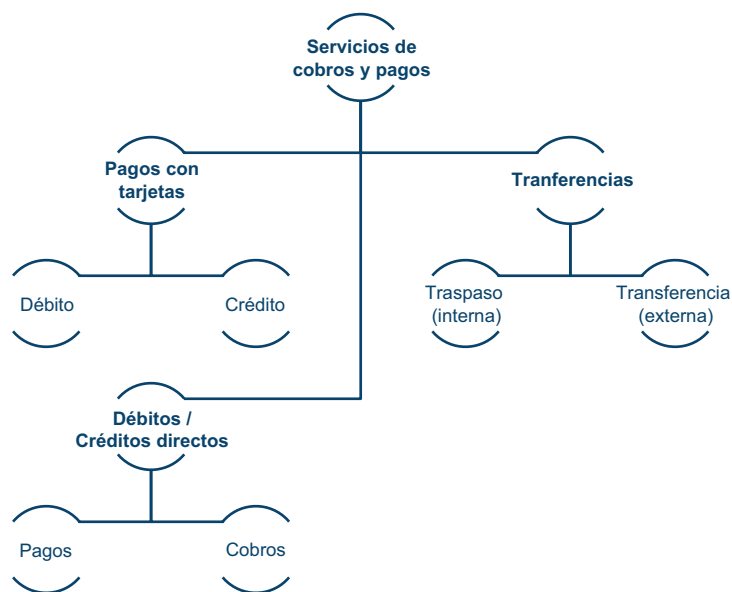 Servicios de
cobros y pagos
Pagos con
tarjetas
Tranferencias
Débito
Crédito
Traspaso
(interna)
Transferencia
(externa)
Débitos /
Créditos directos
Pagos
Cobros